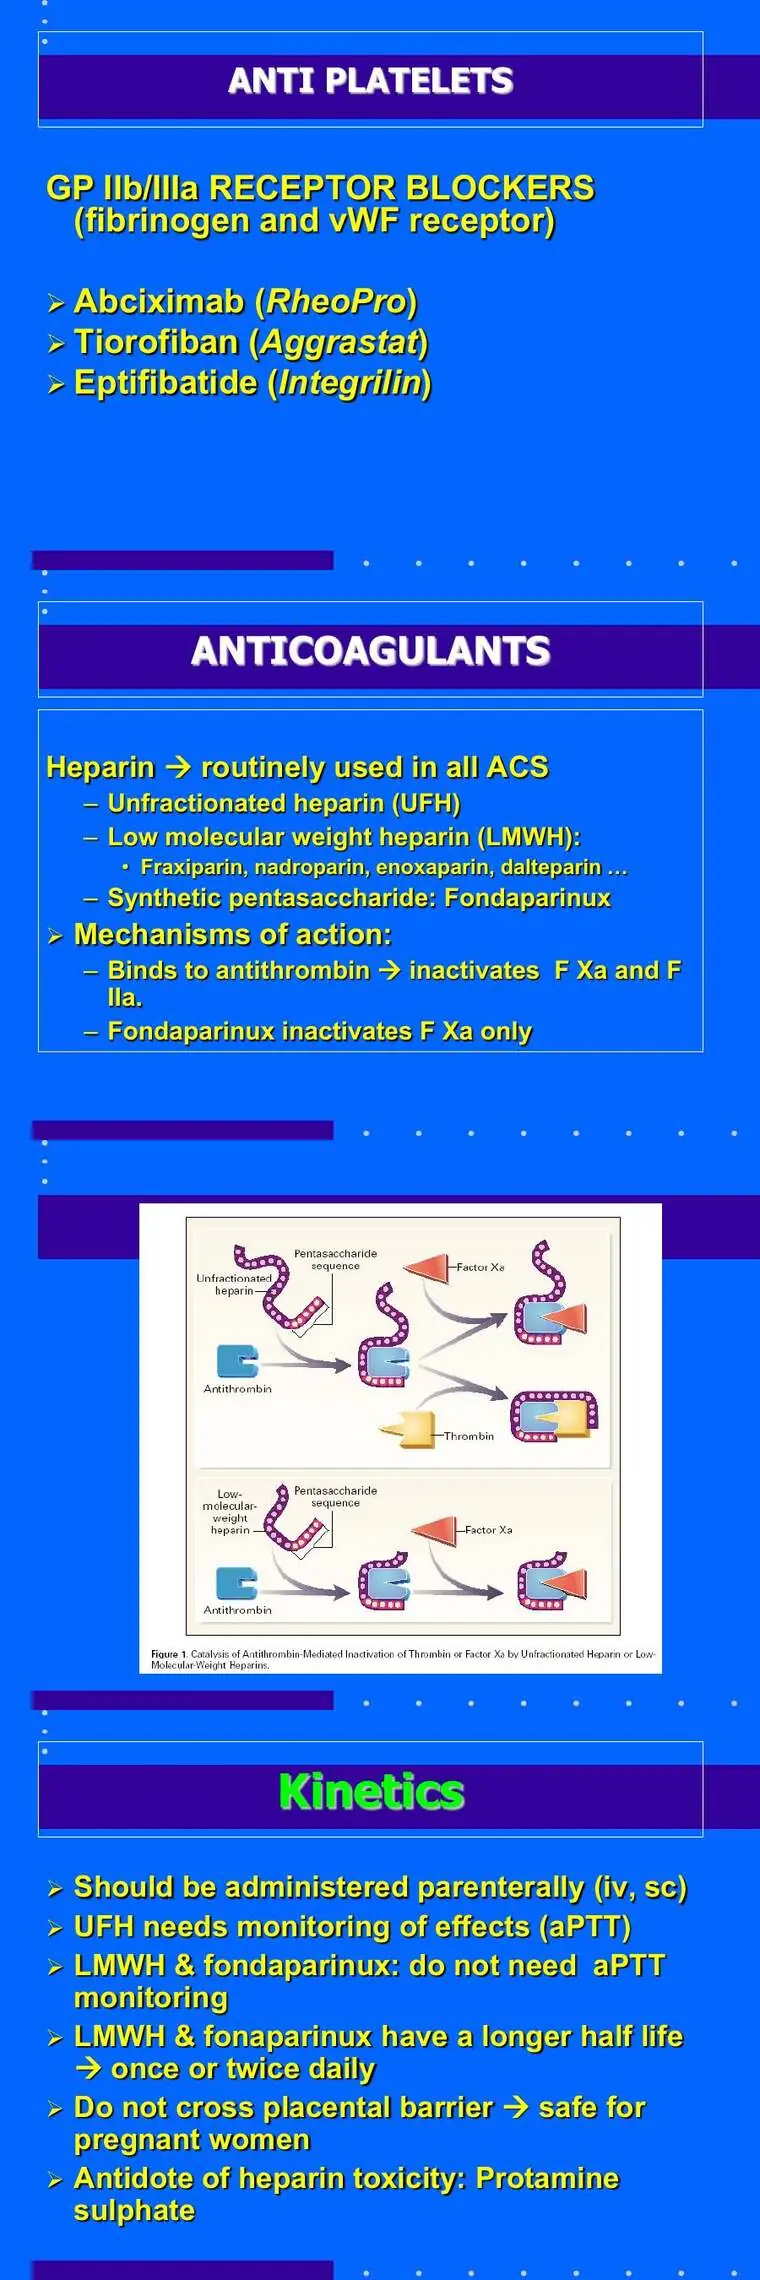 ANTI PLATELETS
GP IIb/IIIa RECEPTOR BLOCKERS
(fibrinogen and vWF receptor)
➢ Abciximab (RheoPro)
➢ Tiorofiban (Aggrastat)
➢ Eptifibatide (Integrilin)
ANTICOAGULANTS
Heparin → routinely used in all ACS
– Unfractionated heparin (UFH)
– Low molecular weight heparin (LMWH):
• Fraxiparin, nadroparin, enoxaparin, dalteparin …
– Synthetic pentasaccharide: Fondaparinux
➢ Mechanisms of action:
– Binds to antithrombin → inactivates F Xa and F
IIa.
– Fondaparinux inactivates F Xa only
Pentasaccharide
sequence
Unfractionated
heparin
Factor Xa
Antithrombin
Thrombin
Low-
molecular-
weight
heparin
Pentasaccharide
sequence
Factor Xa
Antithrombin
Figure 1. Catalysis of Antithrombin-Mediated Inactivation of Thrombin or Factor Xa by Unfractionated Heparin or Low-
Molecular-Weight Heparins.
Kinetics
➢ Should be administered parenterally (iv, sc)
➢ UFH needs monitoring of effects (aPTT)
➢ LMWH & fondaparinux: do not need aPTT
monitoring
➢ LMWH & fonaparinux have a longer half life
→ once or twice daily
➢ Do not cross placental barrier → safe for
pregnant women
➢ Antidote of heparin toxicity: Protamine
sulphate